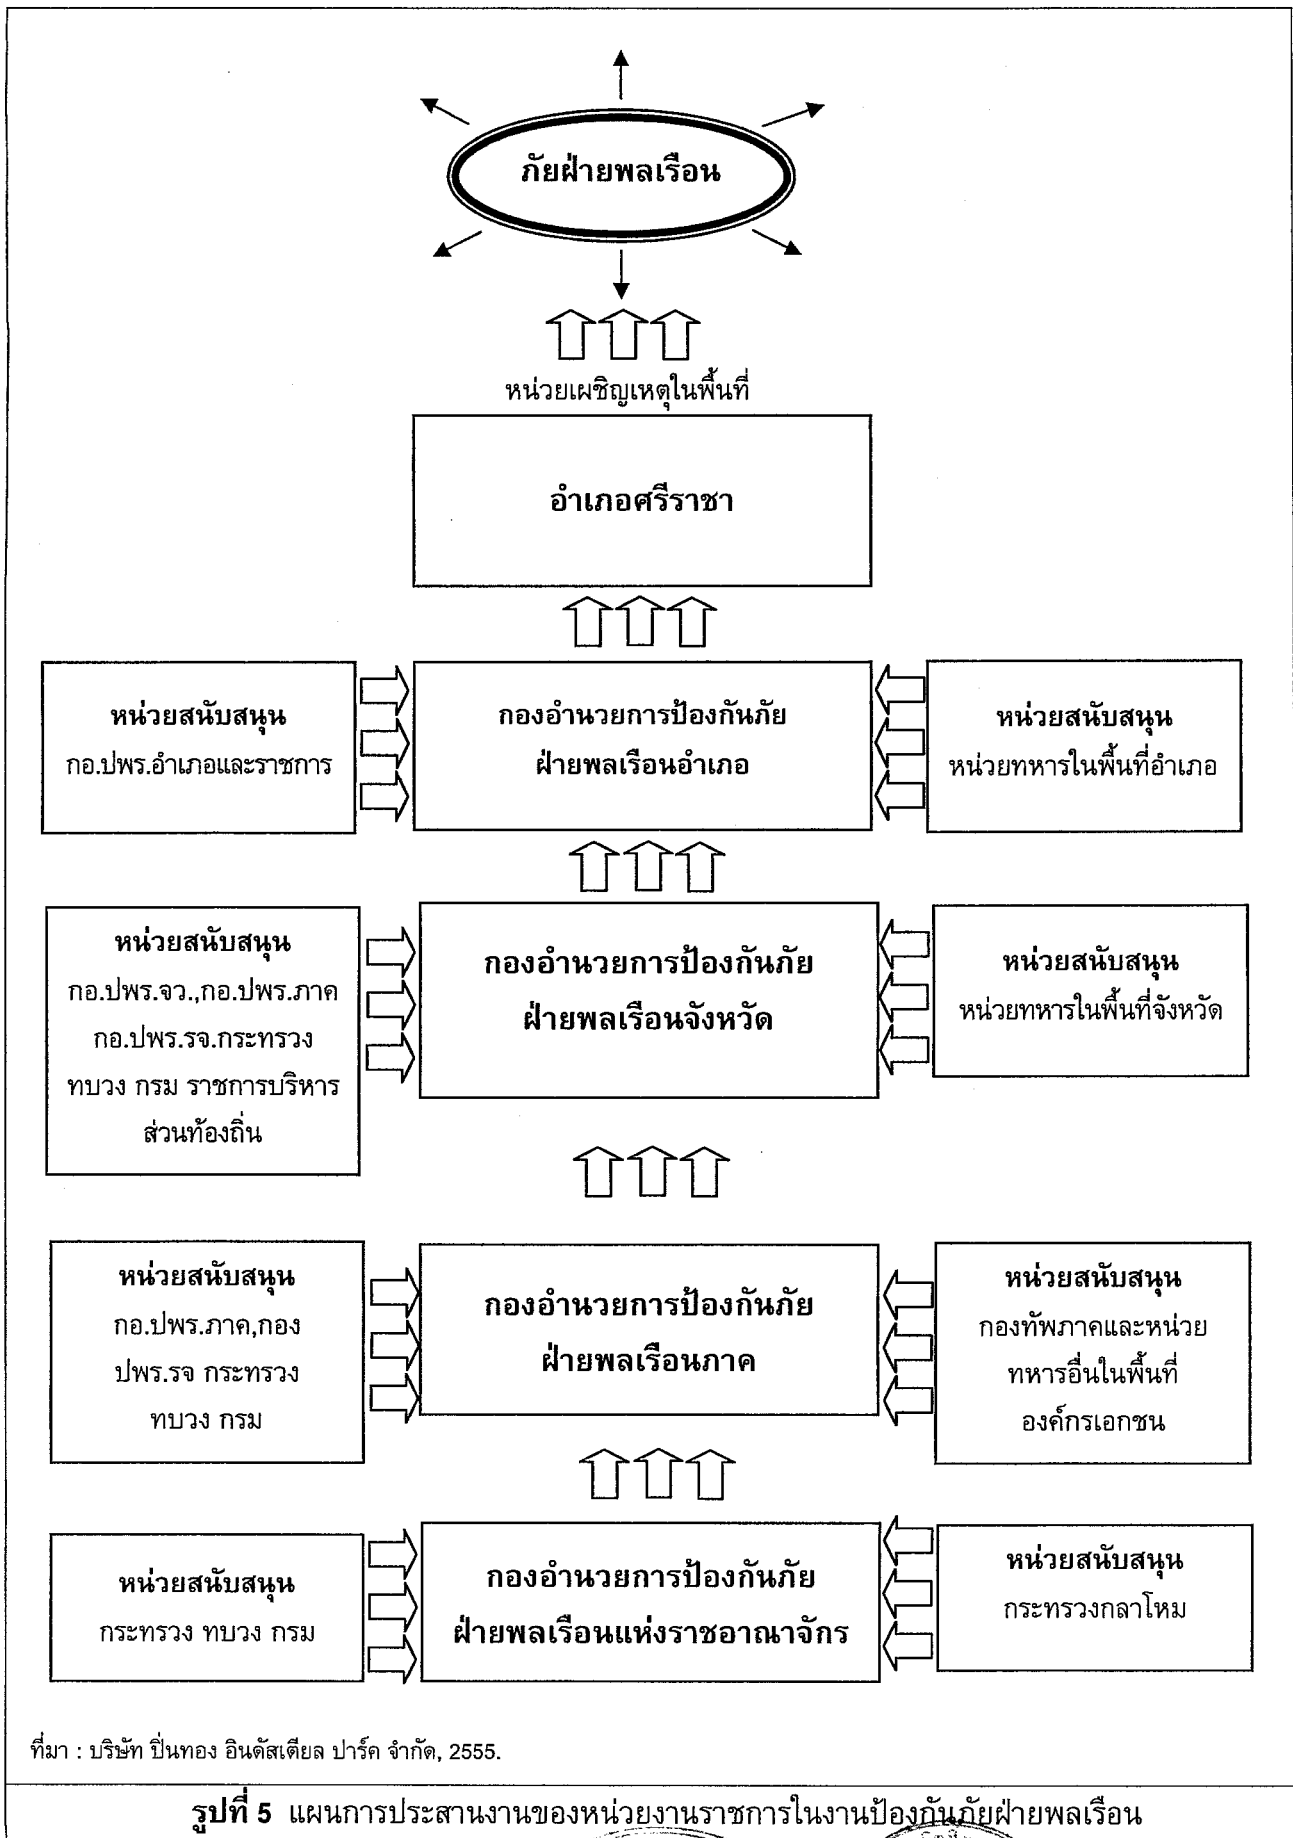 ภัยฝ่ายพลเรือน
หน่วยเผชิญเหตุในพื้นที่
อำเภอศรีราชา
หน่วยสนับสนุน
กอ.ปพร.อำเภอและราชการ
กองอำนวยการป้องกันภัย
ฝ่ายพลเรือนอำเภอ
หน่วยสนับสนุน
หน่วยทหารในพื้นที่อำเภอ
หน่วยสนับสนุน
กอ.ปพร.จว.,กอ.ปพร.ภาค
กอ.ปพร.รจ.กระทรวง
ทบวง กรม ราชการบริหาร
ส่วนท้องถิ่น
กองอำนวยการป้องกันภัย
ฝ่ายพลเรือนจังหวัด
หน่วยสนับสนุน
หน่วยทหารในพื้นที่จังหวัด
หน่วยสนับสนุน
กอ.ปพร.ภาค,กอง
ปพร.รจ กระทรวง
ทบวง กรม
กองอำนวยการป้องกันภัย
ฝ่ายพลเรือนภาค
หน่วยสนับสนุน
กองทัพภาคและหน่วย
ทหารอื่นในพื้นที่
องค์กรเอกชน
หน่วยสนับสนุน
กระทรวง ทบวง กรม
กองอำนวยการป้องกันภัย
ฝ่ายพลเรือนแห่งราชอาณาจักร
หน่วยสนับสนุน
กระทรวงกลาโหม
ที่มา : บริษัท ปิ่นทอง อินดัสเตียล ปาร์ค จำกัด, 2555.
รูปที่ 5 แผนการประสานงานของหน่วยงานราชการในงานป้องกันภัยฝ่ายพลเรือน